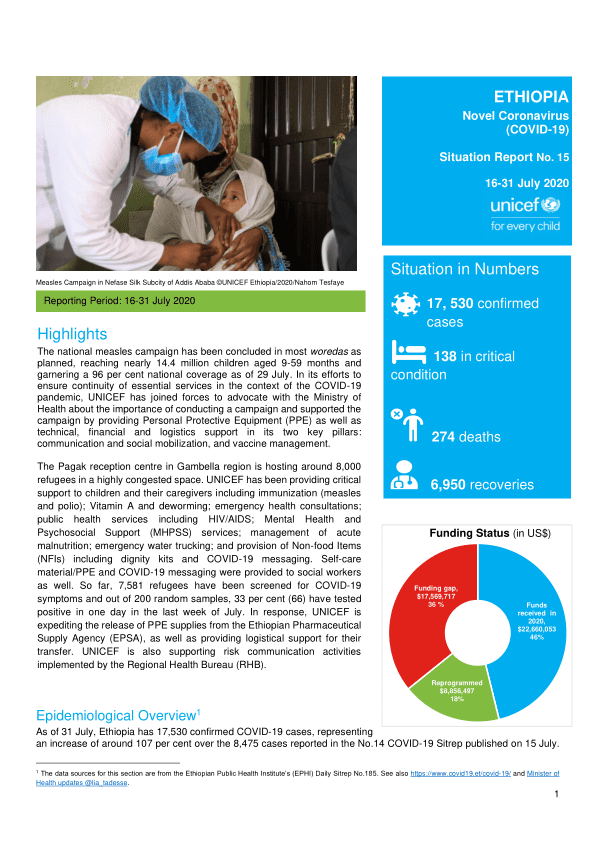 ETHIOPIA
Novel Coronavirus
(COVID-19)
Situation Report No. 15
16-31 July 2020
unicef
for every child
Measles Campaign in Nefase Silk Subcity of Addis Ababa ©UNICEF Ethiopia/2020/Nahom Tesfaye
Reporting Period: 16-31 July 2020
Highlights
The national measles campaign has been concluded in most woredas as
planned, reaching nearly 14.4 million children aged 9-59 months and
garnering a 96 per cent national coverage as of 29 July. In its efforts to
ensure continuity of essential services in the context of the COVID-19
pandemic, UNICEF has joined forces to advocate with the Ministry of
Health about the importance of conducting a campaign and supported the
campaign by providing Personal Protective Equipment (PPE) as well as
technical, financial and logistics support in its two key pillars:
communication and social mobilization, and vaccine management.
The Pagak reception centre in Gambella region is hosting around 8,000
refugees in a highly congested space. UNICEF has been providing critical
support to children and their caregivers including immunization (measles
and polio); Vitamin A and deworming; emergency health consultations;
public health services including HIV/AIDS; Mental Health and
Psychosocial Support (MHPSS) services; management of acute
malnutrition; emergency water trucking; and provision of Non-food Items
(NFIs) including dignity kits and COVID-19 messaging. Self-care
material/PPE and COVID-19 messaging were provided to social workers
as well. So far, 7,581 refugees have been screened for COVID-19
symptoms and out of 200 random samples, 33 per cent (66) have tested
positive in one day in the last week of July. In response, UNICEF is
expediting the release of PPE supplies from the Ethiopian Pharmaceutical
Supply Agency (EPSA), as well as providing logistical support for their
transfer. UNICEF is also supporting risk communication activities
implemented by the Regional Health Bureau (RHB).
Situation in Numbers
17, 530 confirmed
cases
138 in critical
condition
274 deaths
6,950 recoveries
Funding Status (in US$)
Funding gap,
$17,569,717
36 %
Funds
received in
2020,
$22,660,053
46%
Reprogrammed
$8,856,497
18%
Epidemiological Overview1
As of 31 July, Ethiopia has 17,530 confirmed COVID-19 cases, representing
an increase of around 107 per cent over the 8,475 cases reported in the No.14 COVID-19 Sitrep published on 15 July.
1 The data sources for this section are from the Ethiopian Public Health Institute's (EPHI) Daily Sitrep No.185. See also https://www.covid19.et/covid-19/ and Minister of
Heath updates @lia_tadesse.
1